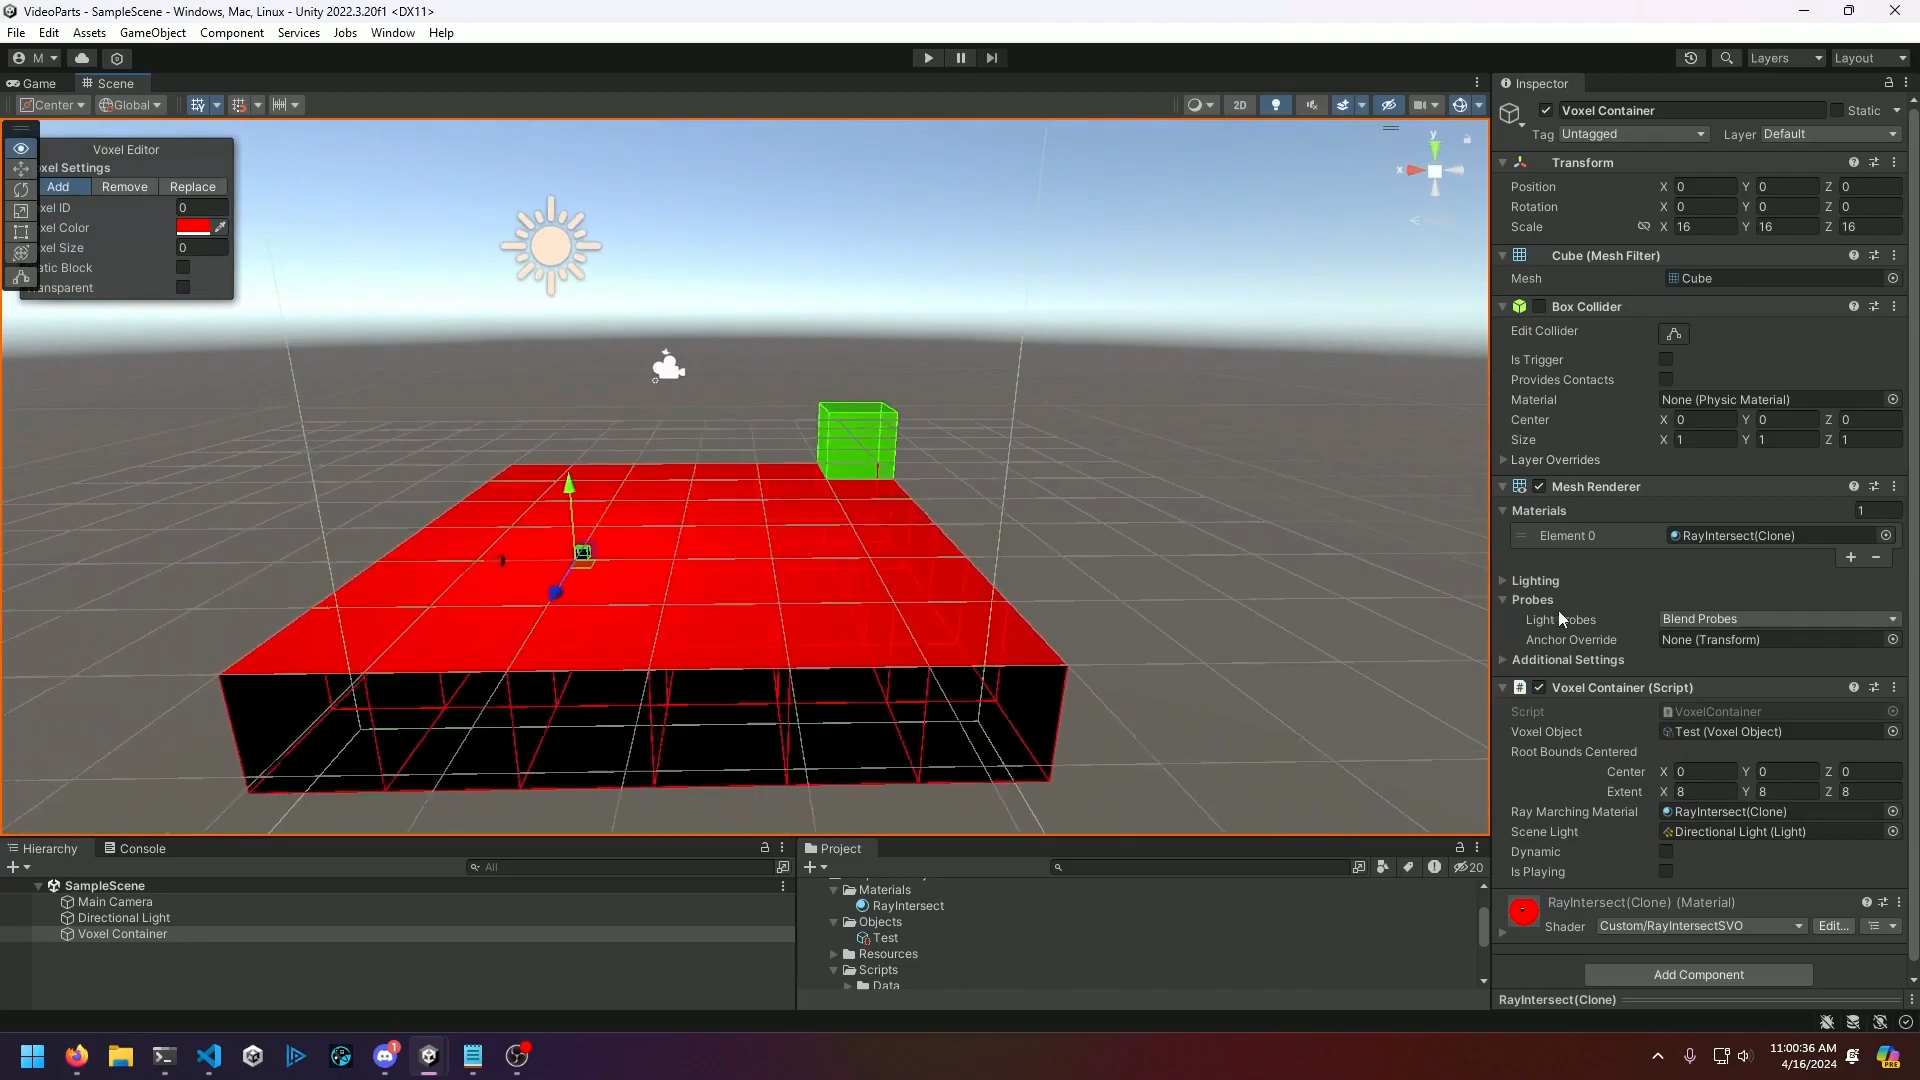 VideoParts - SampleScene - Windows, Mac, Linux - Unity 2022.3.20f1 <DX11>
File Edit Assets GameObject Component Services Jobs Window Help
M Layers Layout
Game Scene
Center Global 2D
Voxel Editor
oxel Settings
Add Remove Replace
xel ID 0
xel Color
xel Size 0
atic Block
ansparent
y
x
Inspector
Voxel Container Static
Tag Untagged Layer Default
Transform
Position X 0 Y 0 Z 0
Rotation X 0 Y 0 Z 0
Scale X 16 Y 16 Z 16
Cube (Mesh Filter)
Mesh Cube
Box Collider
Edit Collider
Is Trigger
Provides Contacts
Material None (Physic Material)
Center X 0 Y 0 Z 0
Size X 1 Y 1 Z 1
Layer Overrides
Mesh Renderer
Materials 1
Element 0 RayIntersect(Clone)
Lighting
Probes
Light obes Blend Probes
Anchor Override None (Transform)
Additional Settings
Voxel Container (Script)
Script VoxelContainer
Voxel Object Test (Voxel Object)
Root Bounds Centered
Center X 0 Y 0 Z 0
Extent X 8 Y 8 Z 8
Ray Marching Material RayIntersect(Clone)
Scene Light Directional Light (Light)
Dynamic
Is Playing
RayIntersect(Clone) (Material)
Shader Custom/RayIntersectSVO Edit...
Add Component
RayIntersect(Clone)
Hierarchy Console
All
SampleScene
Main Camera
Directional Light
Voxel Container
Project
20
Materials
RayIntersect
Objects
Test
Resources
Scripts
Data
1
11:00:36 AM
4/16/2024
PRE